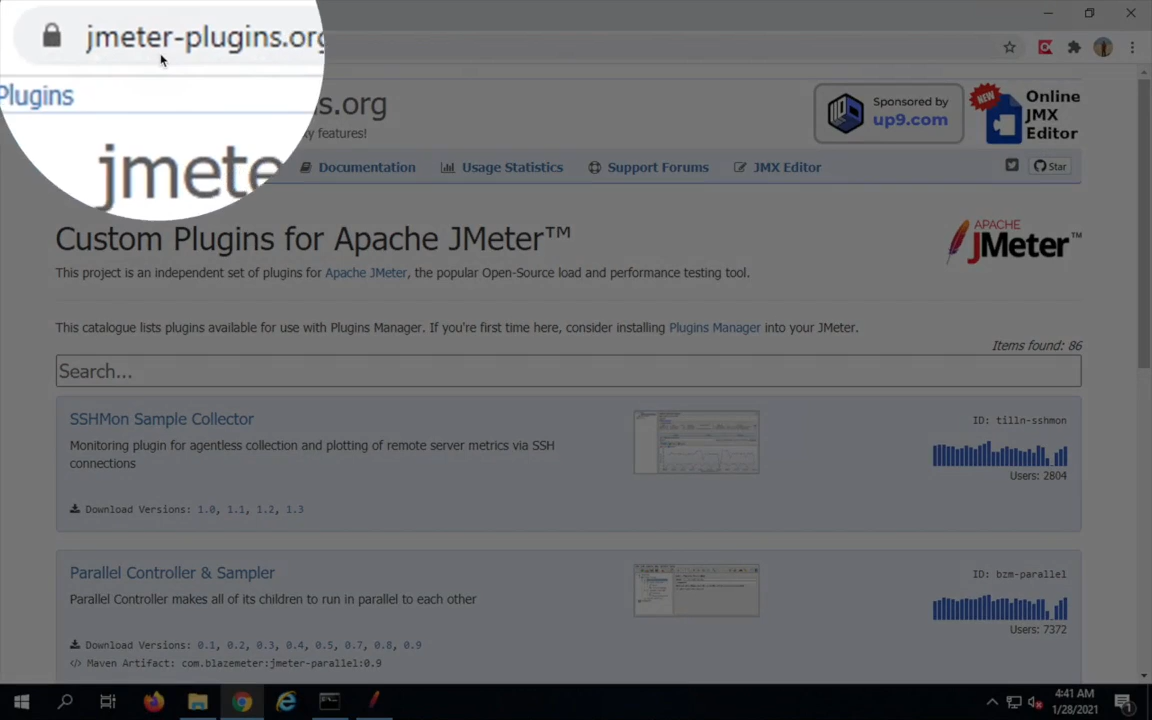 jmeter-plugins.org
Plugins
jmete
s.org
y features!
Sponsored by
up9.com
NEW
Online
JMX
Editor
Documentation
Usage Statistics
Support Forums
JMX Editor
Star
Custom Plugins for Apache JMeter™
APACHE
JMeter™
This project is an independent set of plugins for Apache JMeter, the popular Open-Source load and performance testing tool.
This catalogue lists plugins available for use with Plugins Manager. If you're first time here, consider installing Plugins Manager into your JMeter.
Items found: 86
Search...
SSHMon Sample Collector
ID: tilln-sshmon
Monitoring plugin for agentless collection and plotting of remote server metrics via SSH
connections
Users: 2804
Download Versions: 1.0, 1.1, 1.2, 1.3
Parallel Controller & Sampler
ID: bzm-parallel
Parallel Controller makes all of its children to run in parallel to each other
Users: 7372
Download Versions: 0.1, 0.2, 0.3, 0.4, 0.5, 0.7, 0.8, 0.9
</> Maven Artifact: com.blazemeter:jmeter-parallel:0.9
4:41 AM
1/28/2021
1